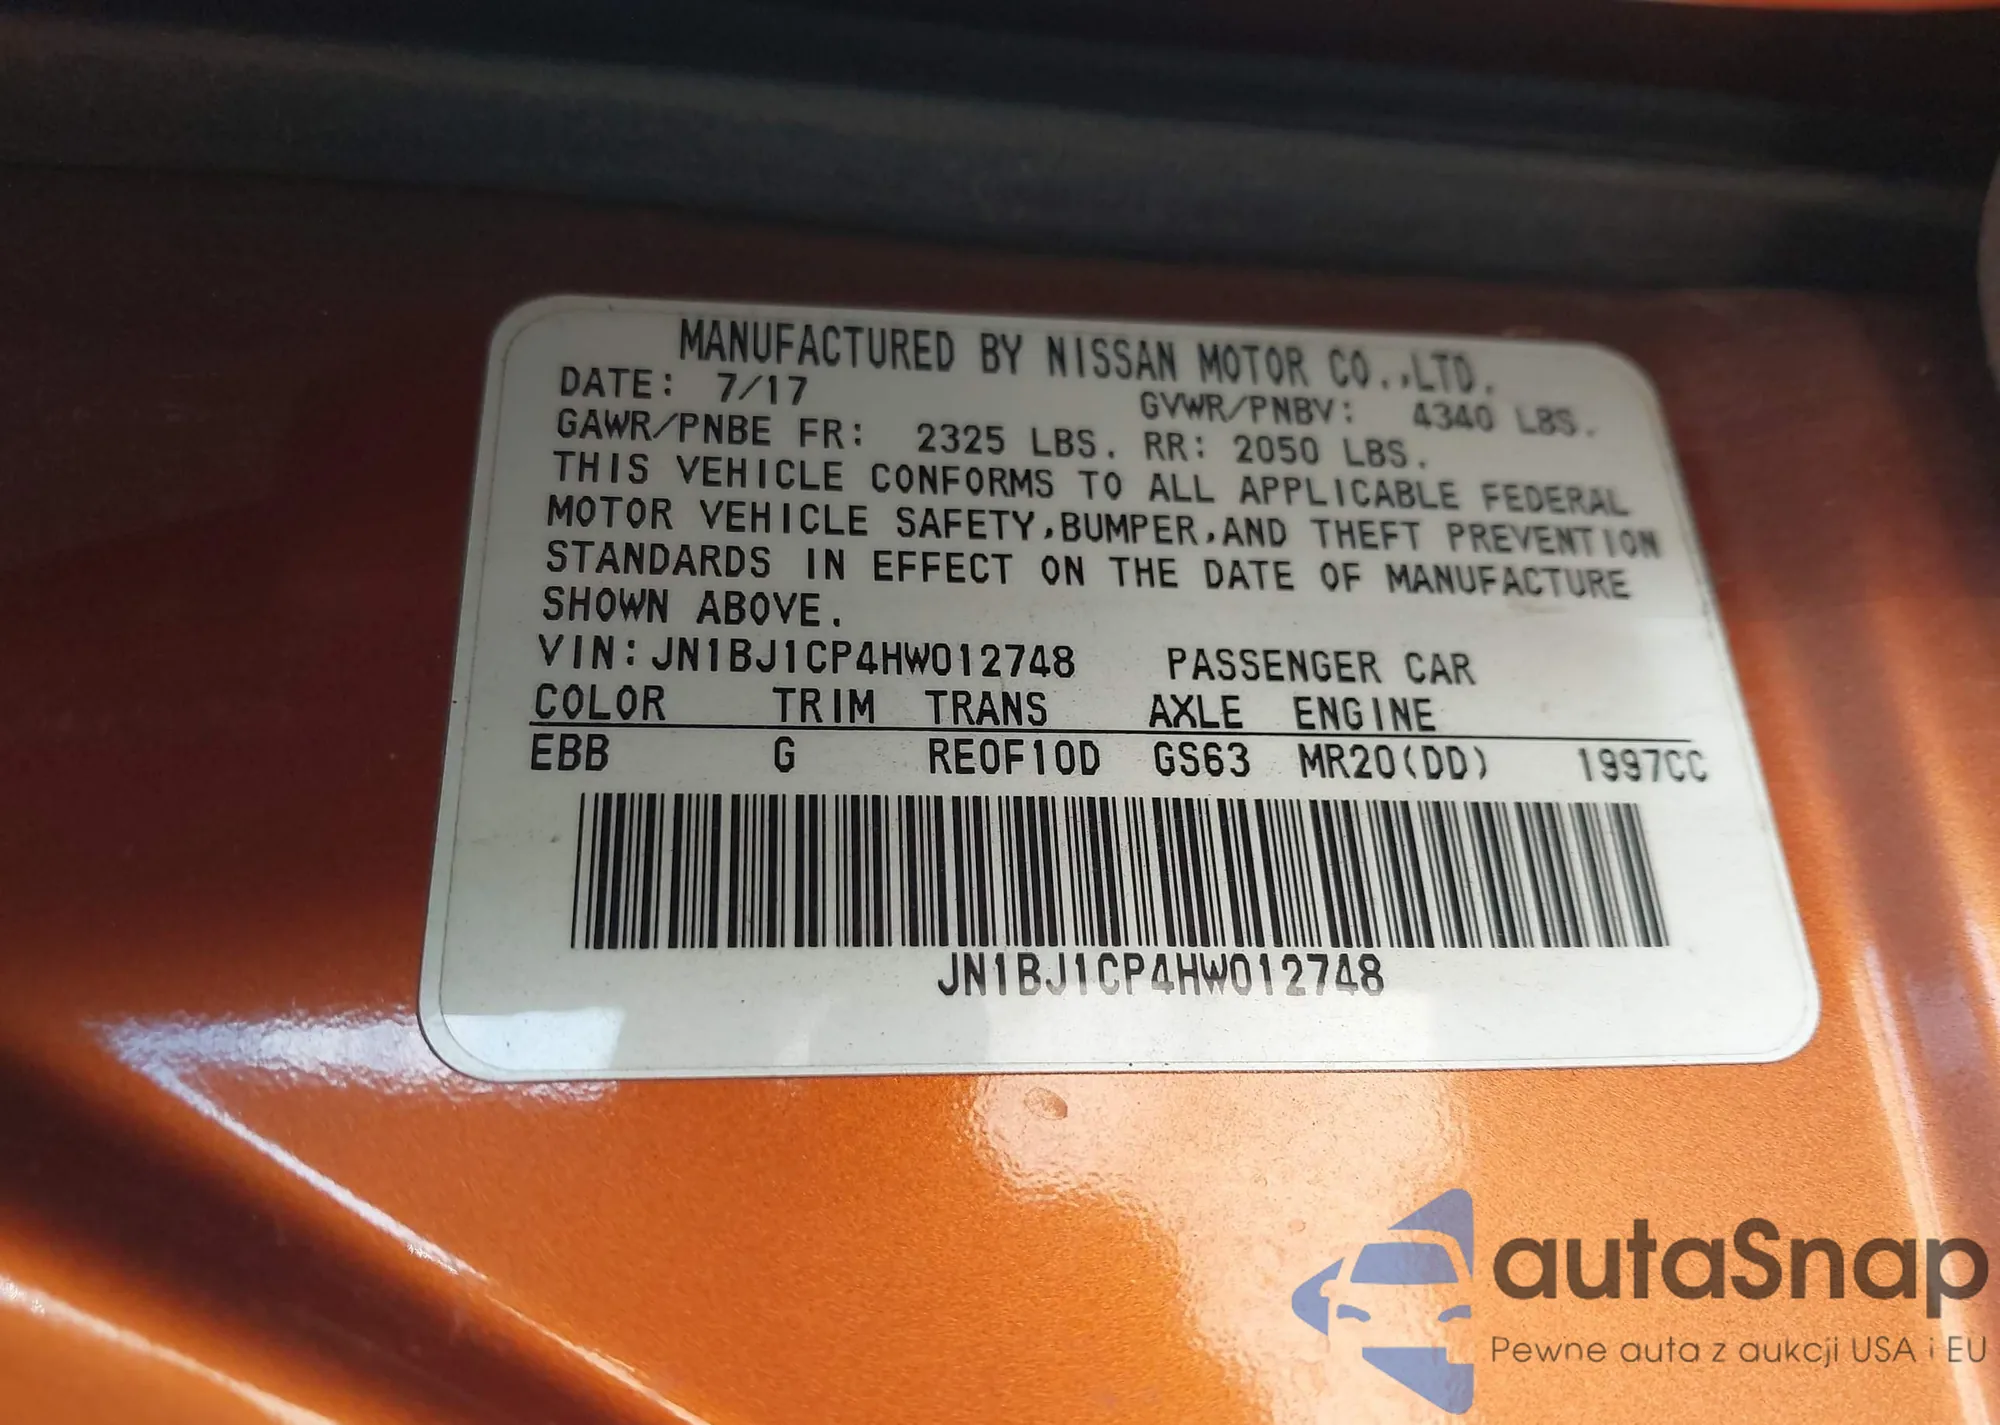 MANUFACTURED BY NISSAN MOTOR CO.,LTD.
DATE: 7/17 GVWR/PNBV: 4340 LBS.
GAWR/PNBE FR: 2325 LBS. RR: 2050 LBS.
THIS VEHICLE CONFORMS TO ALL APPLICABLE FEDERAL
MOTOR VEHICLE SAFETY,BUMPER,AND THEFT PREVENTION
STANDARDS IN EFFECT ON THE DATE OF MANUFACTURE
SHOWN ABOVE.
VIN:JN1BJ1CP4HW012748 PASSENGER CAR
COLOR TRIM TRANS AXLE ENGINE
EBB G RE0F10D GS63 MR20(DD) 1997CC
JN1BJ1CP4HW012748
autaSnap
Pewne auta z aukcji USA i EU